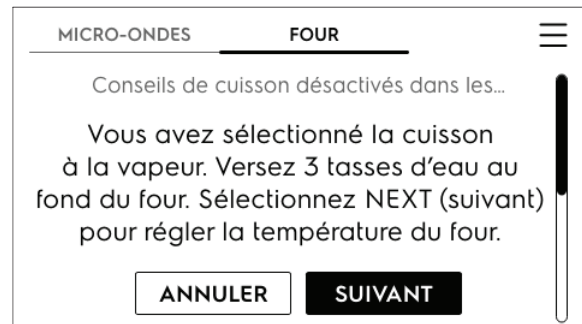 MICRO-ONDES FOUR
Conseils de cuisson désactivés dans les...
Vous avez sélectionné la cuisson
à la vapeur. Versez 3 tasses d'eau au
fond du four. Sélectionnez NEXT (suivant)
pour régler la température du four.
ANNULER SUIVANT